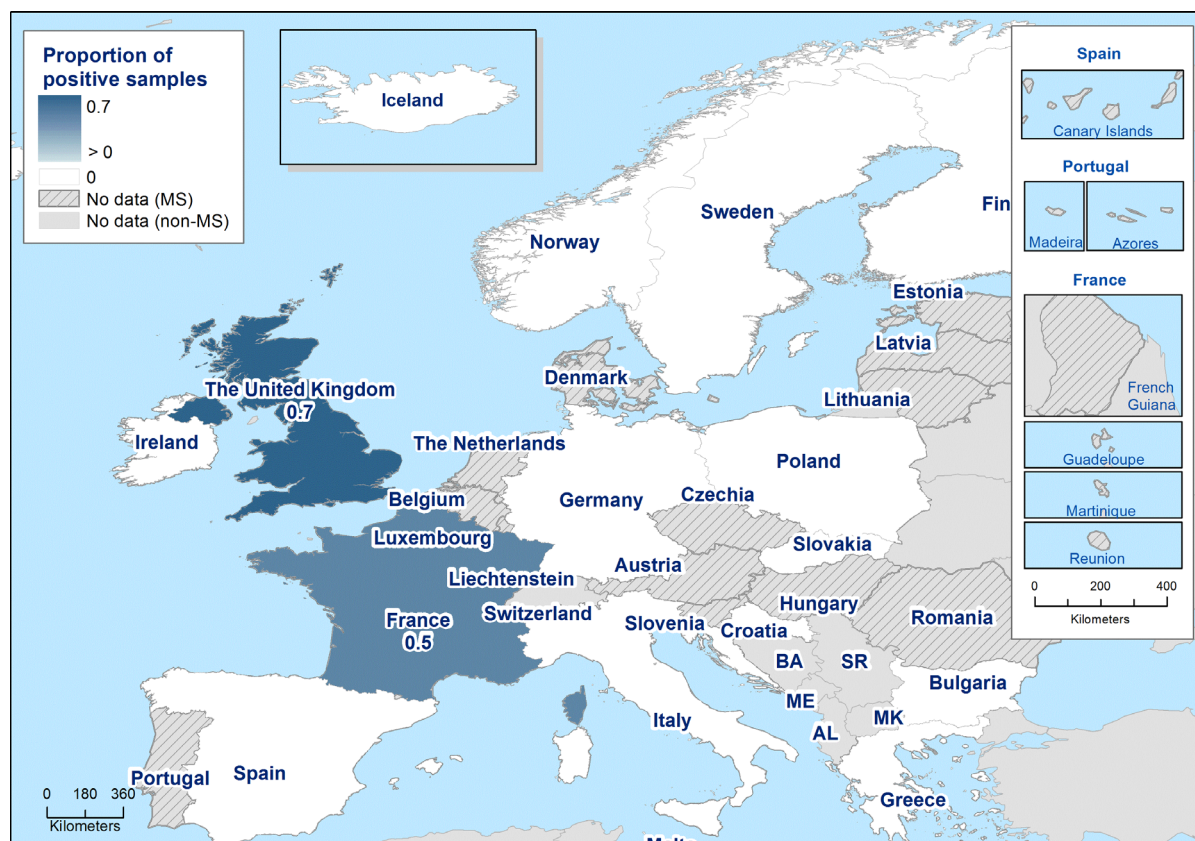 Proportion of
positive samples
0.7
> 0
0
No data (MS)
No data (non-MS)
Iceland
Spain
Canary Islands
Portugal
Madeira
Azores
France
French
Guiana
Guadeloupe
Martinique
Reunion
0 200 400
Kilometers
Norway
Sweden
Fin
Estonia
Latvia
Lithuania
Denmark
The United Kingdom
0.7
Ireland
The Netherlands
Belgium
Luxembourg
Germany
Poland
Czechia
Slovakia
Austria
Liechtenstein
Switzerland
France
0.5
Slovenia
Hungary
Romania
Croatia
BA
SR
Bulgaria
ME
MK
AL
Italy
Greece
Portugal
Spain
0 180 360
Kilometers